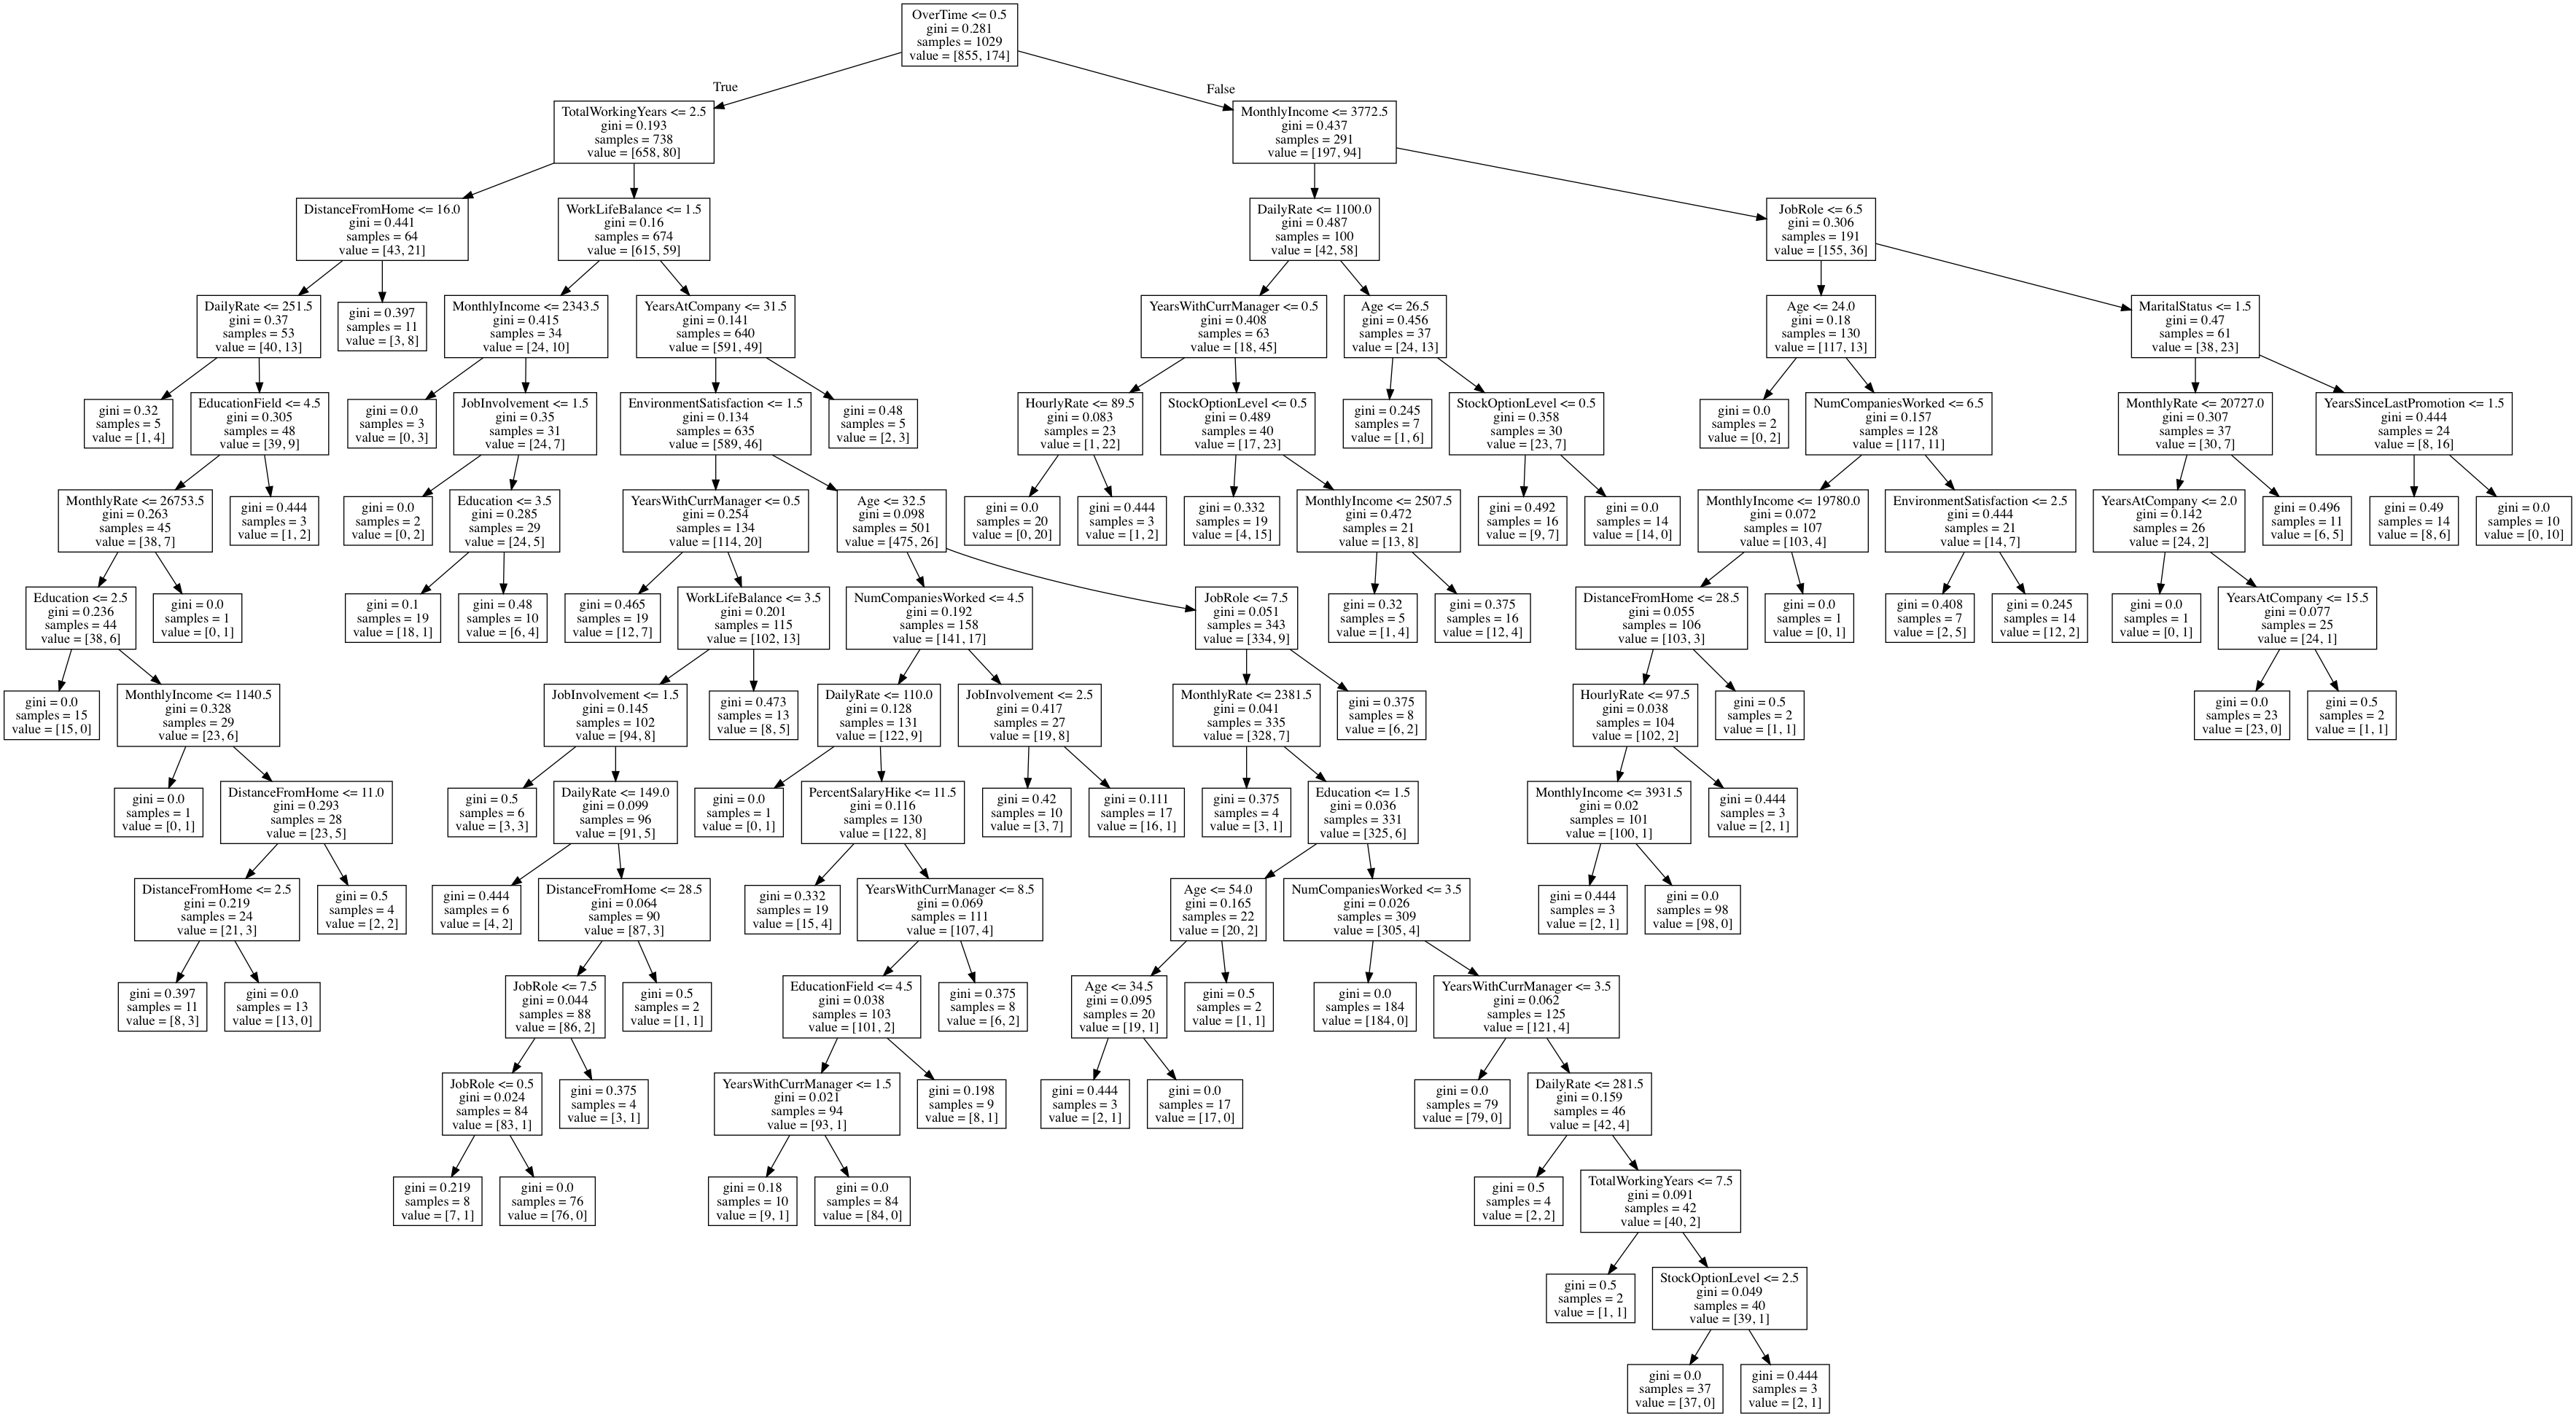 OverTime <= 0.5
gini = 0.281
samples = 1029
value = [855, 174]
True
False
TotalWorkingYears <= 2.5
gini = 0.193
samples = 738
value = [658, 80]
MonthlyIncome <= 3772.5
gini = 0.437
samples = 291
value = [197, 94]
DistanceFromHome <= 16.0
gini = 0.441
samples = 64
value = [43, 21]
WorkLifeBalance <= 1.5
gini = 0.16
samples = 674
value = [615, 59]
DailyRate <= 1100.0
gini = 0.487
samples = 100
value = [42, 58]
JobRole <= 6.5
gini = 0.306
samples = 191
value = [155, 36]
DailyRate <= 251.5
gini = 0.37
samples = 53
value = [40, 13]
gini = 0.397
samples = 11
value = [3, 8]
MonthlyIncome <= 2343.5
gini = 0.415
samples = 34
value = [24, 10]
YearsAtCompany <= 31.5
gini = 0.141
samples = 640
value = [591, 49]
YearsWithCurrManager <= 0.5
gini = 0.408
samples = 63
value = [18, 45]
Age <= 26.5
gini = 0.456
samples = 37
value = [24, 13]
Age <= 24.0
gini = 0.18
samples = 130
value = [117, 13]
MaritalStatus <= 1.5
gini = 0.47
samples = 61
value = [38, 23]
gini = 0.32
samples = 5
value = [1, 4]
EducationField <= 4.5
gini = 0.305
samples = 48
value = [39, 9]
gini = 0.0
samples = 3
value = [0, 3]
JobInvolvement <= 1.5
gini = 0.35
samples = 31
value = [24, 7]
EnvironmentSatisfaction <= 1.5
gini = 0.134
samples = 635
value = [589, 46]
gini = 0.48
samples = 5
value = [2, 3]
HourlyRate <= 89.5
gini = 0.083
samples = 23
value = [1, 22]
StockOptionLevel <= 0.5
gini = 0.489
samples = 40
value = [17, 23]
gini = 0.245
samples = 7
value = [1, 6]
StockOptionLevel <= 0.5
gini = 0.358
samples = 30
value = [23, 7]
gini = 0.0
samples = 2
value = [0, 2]
NumCompaniesWorked <= 6.5
gini = 0.157
samples = 128
value = [117, 11]
MonthlyRate <= 20727.0
gini = 0.307
samples = 37
value = [30, 7]
YearsSinceLastPromotion <= 1.5
gini = 0.444
samples = 24
value = [8, 16]
MonthlyRate <= 26753.5
gini = 0.263
samples = 45
value = [38, 7]
gini = 0.444
samples = 3
value = [1, 2]
gini = 0.0
samples = 2
value = [0, 2]
Education <= 3.5
gini = 0.285
samples = 29
value = [24, 5]
YearsWithCurrManager <= 0.5
gini = 0.254
samples = 134
value = [114, 20]
Age <= 32.5
gini = 0.098
samples = 501
value = [475, 26]
gini = 0.0
samples = 20
value = [0, 20]
gini = 0.444
samples = 3
value = [1, 2]
gini = 0.332
samples = 19
value = [4, 15]
MonthlyIncome <= 2507.5
gini = 0.472
samples = 21
value = [13, 8]
gini = 0.492
samples = 16
value = [9, 7]
gini = 0.0
samples = 14
value = [14, 0]
MonthlyIncome <= 19780.0
gini = 0.072
samples = 107
value = [103, 4]
EnvironmentSatisfaction <= 2.5
gini = 0.444
samples = 21
value = [14, 7]
YearsAtCompany <= 2.0
gini = 0.142
samples = 26
value = [24, 2]
gini = 0.496
samples = 11
value = [6, 5]
gini = 0.49
samples = 14
value = [8, 6]
gini = 0.0
samples = 10
value = [0, 10]
Education <= 2.5
gini = 0.236
samples = 44
value = [38, 6]
gini = 0.0
samples = 1
value = [0, 1]
gini = 0.1
samples = 19
value = [18, 1]
gini = 0.48
samples = 10
value = [6, 4]
gini = 0.465
samples = 19
value = [12, 7]
WorkLifeBalance <= 3.5
gini = 0.201
samples = 115
value = [102, 13]
NumCompaniesWorked <= 4.5
gini = 0.192
samples = 158
value = [141, 17]
JobRole <= 7.5
gini = 0.051
samples = 343
value = [334, 9]
gini = 0.32
samples = 5
value = [1, 4]
gini = 0.375
samples = 16
value = [12, 4]
DistanceFromHome <= 28.5
gini = 0.055
samples = 106
value = [103, 3]
gini = 0.0
samples = 1
value = [0, 1]
gini = 0.408
samples = 7
value = [2, 5]
gini = 0.245
samples = 14
value = [12, 2]
gini = 0.0
samples = 1
value = [0, 1]
YearsAtCompany <= 15.5
gini = 0.077
samples = 25
value = [24, 1]
gini = 0.0
samples = 15
value = [15, 0]
MonthlyIncome <= 1140.5
gini = 0.328
samples = 29
value = [23, 6]
JobInvolvement <= 1.5
gini = 0.145
samples = 102
value = [94, 8]
gini = 0.473
samples = 13
value = [8, 5]
DailyRate <= 110.0
gini = 0.128
samples = 131
value = [122, 9]
JobInvolvement <= 2.5
gini = 0.417
samples = 27
value = [19, 8]
MonthlyRate <= 2381.5
gini = 0.041
samples = 335
value = [328, 7]
gini = 0.375
samples = 8
value = [6, 2]
HourlyRate <= 97.5
gini = 0.038
samples = 104
value = [102, 2]
gini = 0.5
samples = 2
value = [1, 1]
gini = 0.0
samples = 23
value = [23, 0]
gini = 0.5
samples = 2
value = [1, 1]
gini = 0.0
samples = 1
value = [0, 1]
DistanceFromHome <= 11.0
gini = 0.293
samples = 28
value = [23, 5]
gini = 0.5
samples = 6
value = [3, 3]
DailyRate <= 149.0
gini = 0.099
samples = 96
value = [91, 5]
gini = 0.0
samples = 1
value = [0, 1]
PercentSalaryHike <= 11.5
gini = 0.116
samples = 130
value = [122, 8]
gini = 0.42
samples = 10
value = [3, 7]
gini = 0.111
samples = 17
value = [16, 1]
gini = 0.375
samples = 4
value = [3, 1]
Education <= 1.5
gini = 0.036
samples = 331
value = [325, 6]
MonthlyIncome <= 3931.5
gini = 0.02
samples = 101
value = [100, 1]
gini = 0.444
samples = 3
value = [2, 1]
DistanceFromHome <= 2.5
gini = 0.219
samples = 24
value = [21, 3]
gini = 0.5
samples = 4
value = [2, 2]
gini = 0.444
samples = 6
value = [4, 2]
DistanceFromHome <= 28.5
gini = 0.064
samples = 90
value = [87, 3]
gini = 0.332
samples = 19
value = [15, 4]
YearsWithCurrManager <= 8.5
gini = 0.069
samples = 111
value = [107, 4]
Age <= 54.0
gini = 0.165
samples = 22
value = [20, 2]
NumCompaniesWorked <= 3.5
gini = 0.026
samples = 309
value = [305, 4]
gini = 0.444
samples = 3
value = [2, 1]
gini = 0.0
samples = 98
value = [98, 0]
gini = 0.397
samples = 11
value = [8, 3]
gini = 0.0
samples = 13
value = [13, 0]
JobRole <= 7.5
gini = 0.044
samples = 88
value = [86, 2]
gini = 0.5
samples = 2
value = [1, 1]
EducationField <= 4.5
gini = 0.038
samples = 103
value = [101, 2]
gini = 0.375
samples = 8
value = [6, 2]
Age <= 34.5
gini = 0.095
samples = 20
value = [19, 1]
gini = 0.5
samples = 2
value = [1, 1]
gini = 0.0
samples = 184
value = [184, 0]
YearsWithCurrManager <= 3.5
gini = 0.062
samples = 125
value = [121, 4]
JobRole <= 0.5
gini = 0.024
samples = 84
value = [83, 1]
gini = 0.375
samples = 4
value = [3, 1]
YearsWithCurrManager <= 1.5
gini = 0.021
samples = 94
value = [93, 1]
gini = 0.198
samples = 9
value = [8, 1]
gini = 0.444
samples = 3
value = [2, 1]
gini = 0.0
samples = 17
value = [17, 0]
gini = 0.0
samples = 79
value = [79, 0]
DailyRate <= 281.5
gini = 0.159
samples = 46
value = [42, 4]
gini = 0.219
samples = 8
value = [7, 1]
gini = 0.0
samples = 76
value = [76, 0]
gini = 0.18
samples = 10
value = [9, 1]
gini = 0.0
samples = 84
value = [84, 0]
gini = 0.5
samples = 4
value = [2, 2]
TotalWorkingYears <= 7.5
gini = 0.091
samples = 42
value = [40, 2]
gini = 0.5
samples = 2
value = [1, 1]
StockOptionLevel <= 2.5
gini = 0.049
samples = 40
value = [39, 1]
gini = 0.0
samples = 37
value = [37, 0]
gini = 0.444
samples = 3
value = [2, 1]